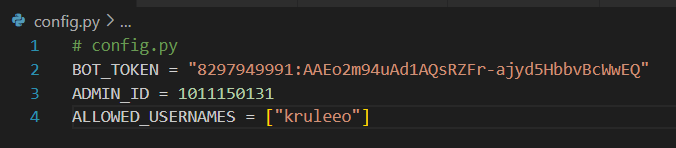 config.py > ...
1 # config.py
2 BOT_TOKEN = "8297949991:AAEo2m94uAd1AQsRZFr-ajyd5HbbvBcWwEQ"
3 ADMIN_ID = 1011150131
4 ALLOWED_USERNAMES = ["kruleeo"]